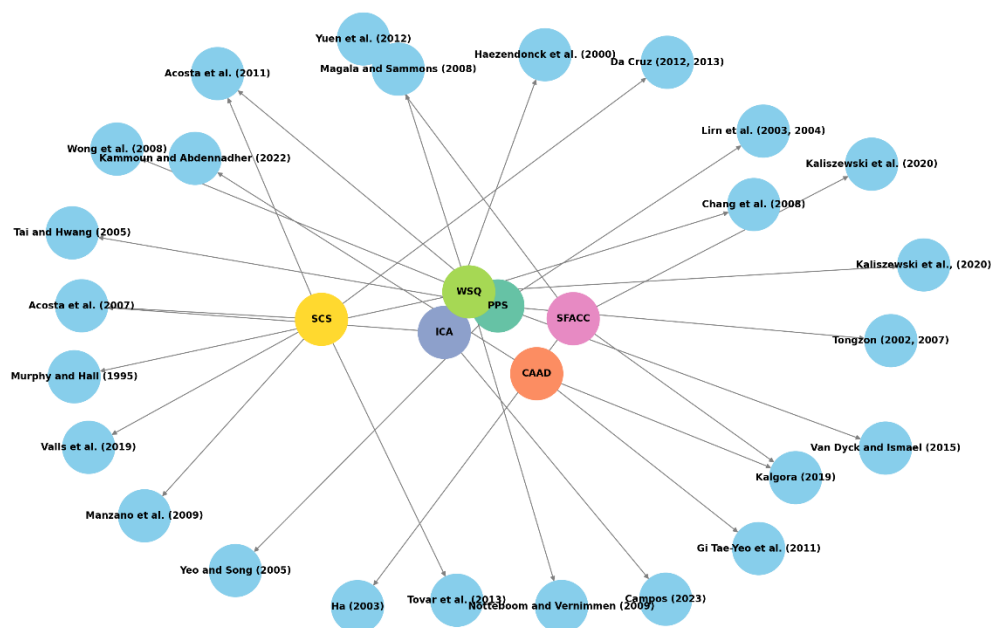 Yuen et al. (2012)
Haezendonck et al. (2000)
Da Cruz (2012, 2013)
Magala and Sammons (2008)
Acosta et al. (2011)
Lirn et al. (2003, 2004)
Wong et al. (2008)
Kammoun and Abdennadher (2022)
Kaliszewski et al. (2020)
Chang et al. (2008)
Tai and Hwang (2005)
Kaliszewski et al., (2020)
WSQ
Acosta et al. (2007)
PPS
SCS
SFACC
ICA
Tongzon (2002, 2007)
CAAD
Murphy and Hall (1995)
Valls et al. (2019)
Van Dyck and Ismael (2015)
Kalgora (2019)
Manzano et al. (2009)
Gi Tae-Yeo et al. (2011)
Yeo and Song (2005)
Ha (2003)
Tovar et al. (2013)
Notteboom and Vernimmen (2009)
Campos (2023)